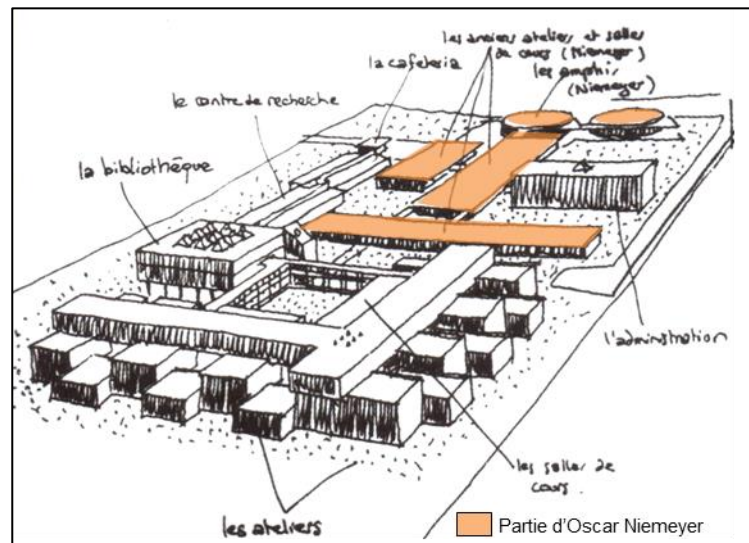 les anciens ateliers et salles
de cours (Niemeyer)
les amphis
(Niemeyer)
la cafeteria
le centre de recherche
la bibliothèque
l'administration
les salles de
cours.
les ateliers
Partie d'Oscar Niemeyer